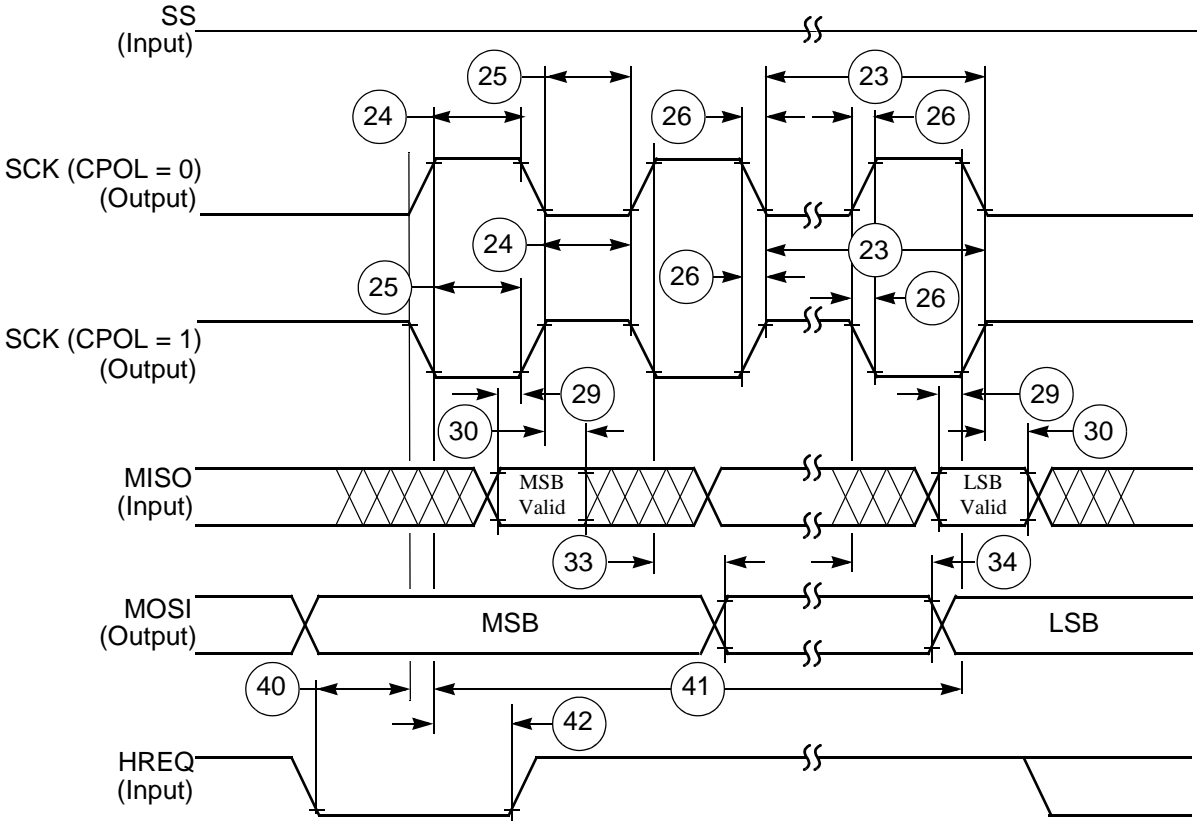 SS
(Input)
25
23
24
26
26
SCK (CPOL = 0)
(Output)
24
23
25
26
26
SCK (CPOL = 1)
(Output)
29
29
30
30
MISO
(Input)
MSB
Valid
LSB
Valid
33
34
MOSI
(Output)
MSB
LSB
40
41
42
HREQ
(Input)